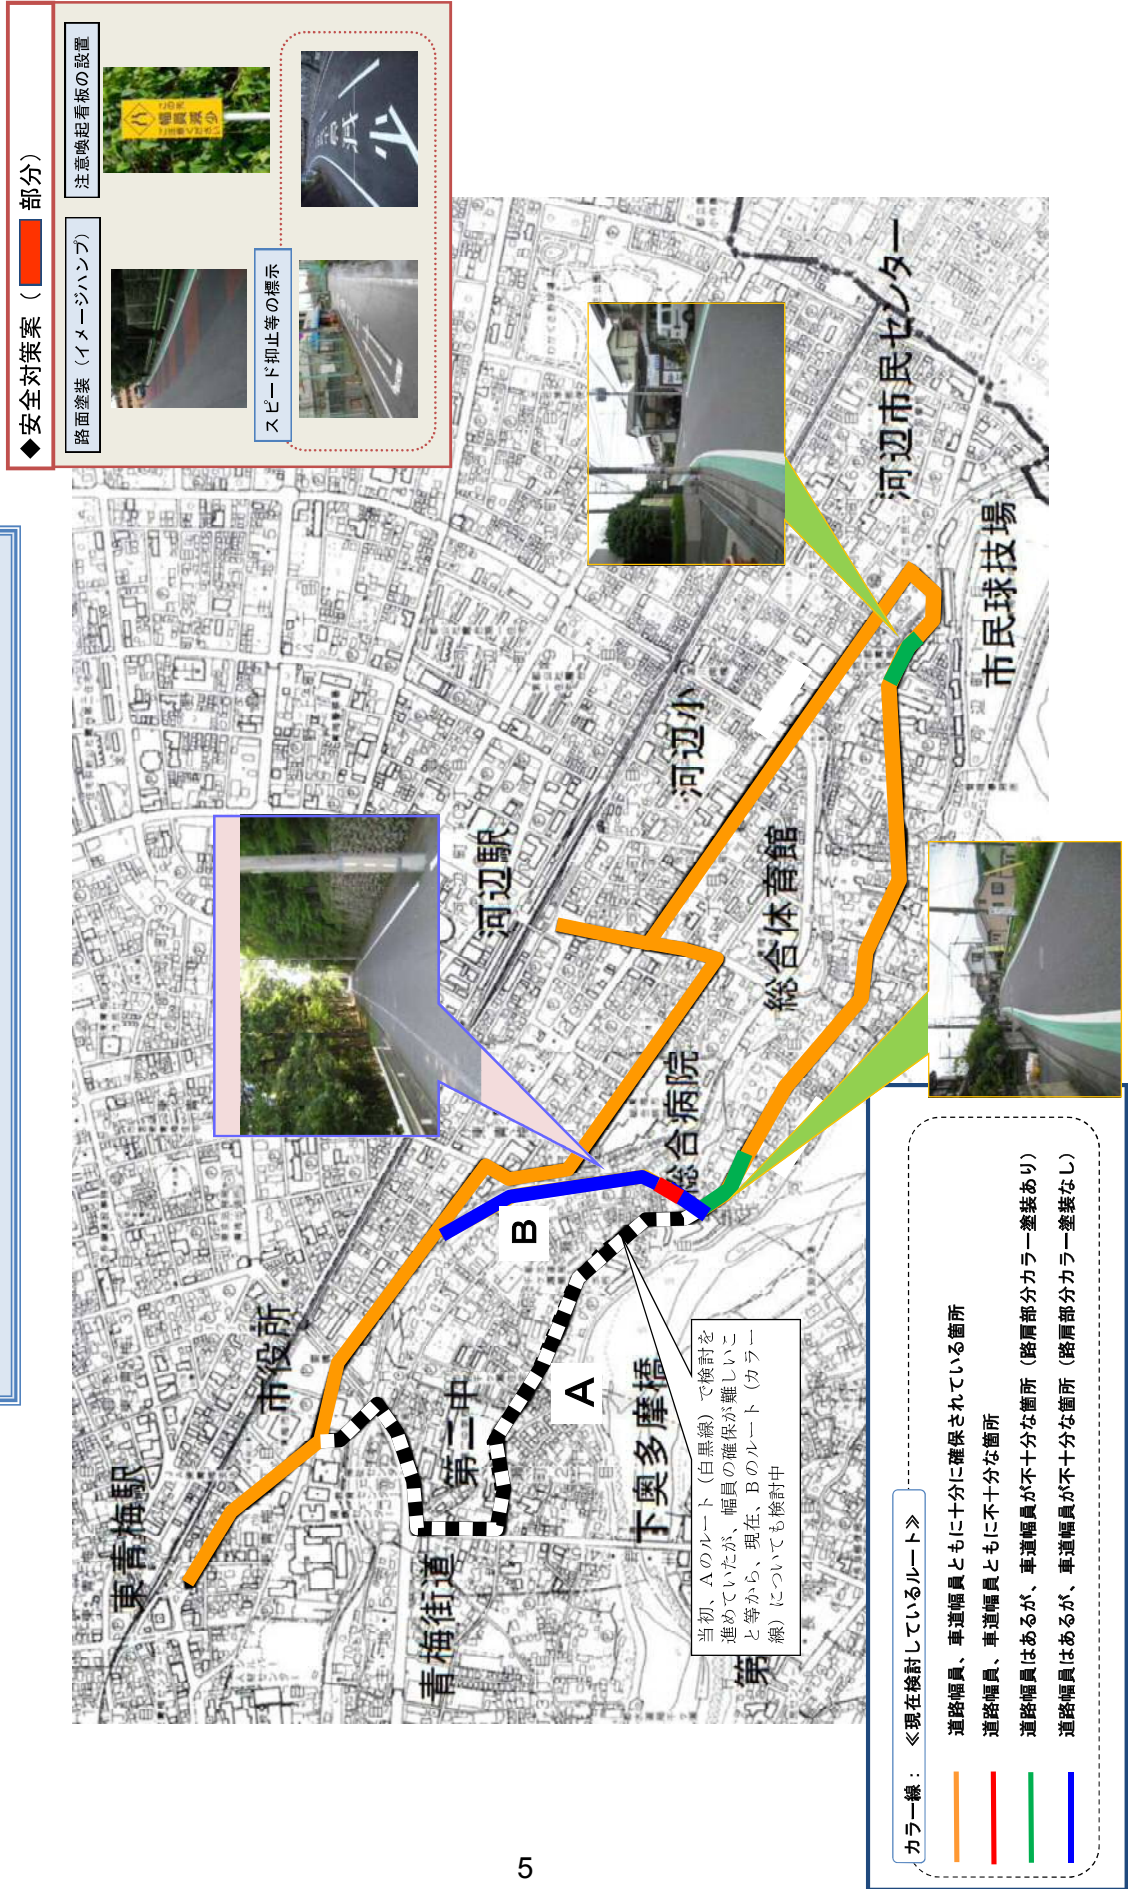 ◆安全対策案（　部分）
路面塗装（イメージハンプ）
注意喚起看板の設置
この先
幅員減少
スピード抑止等の標示
東青梅駅
市役所
河辺駅
河辺小
河辺市民センター
市民球技場
総合体育館
総合病院
第二中
青梅街道
下奥多摩橋
第
A
B
当初、Aのルート（白黒線）で検討を
進めていたが、幅員の確保が難しいこ
と等から、現在、Bのルート（カラー
線）についても検討中
カラー線：　≪現在検討しているルート≫
道路幅員、車道幅員ともに十分に確保されている箇所
道路幅員、車道幅員ともに不十分な箇所
道路幅員はあるが、車道幅員が不十分な箇所（路肩部分カラー塗装あり）
道路幅員はあるが、車道幅員が不十分な箇所（路肩部分カラー塗装なし）
5